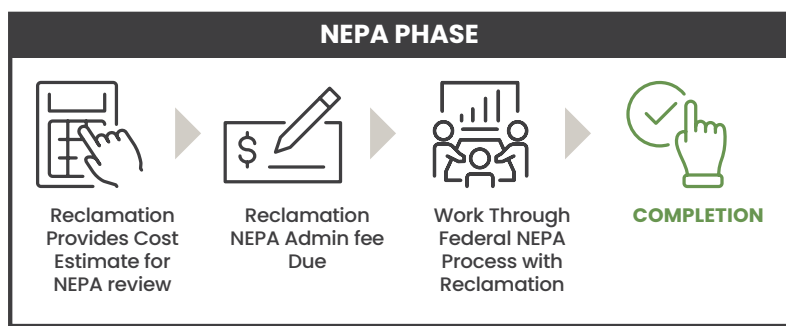 NEPA PHASE
$
Reclamation
Provides Cost
Estimate for
NEPA review
Reclamation
NEPA Admin fee
Due
Work Through
Federal NEPA
Process with
Reclamation
COMPLETION